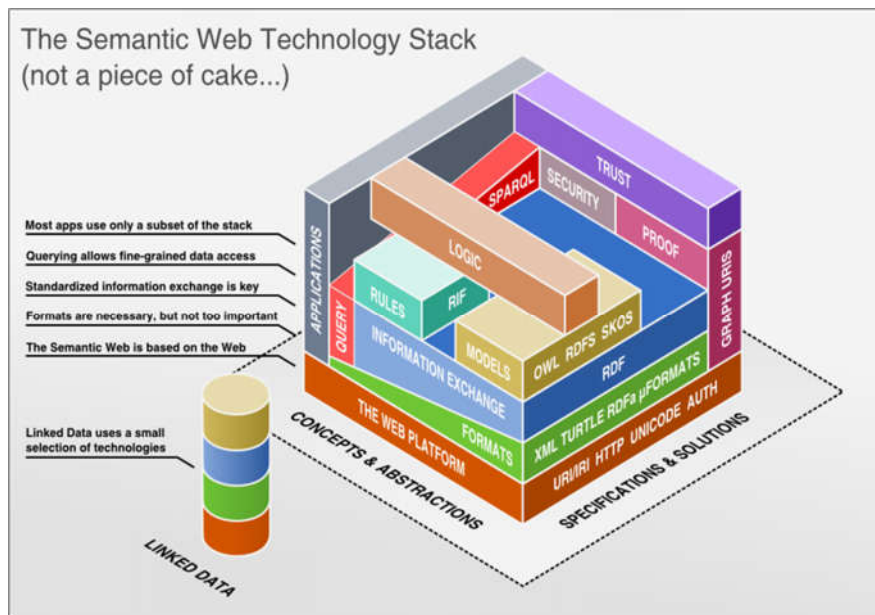 The Semantic Web Technology Stack
(not a piece of cake...)
Most apps use only a subset of the stack
Querying allows fine-grained data access
Standardized information exchange is key
Formats are necessary, but not too important
The Semantic Web is based on the Web
Linked Data uses a small
selection of technologies
LINKED DATA
APPLICATIONS
QUERY
RULES
RIF
LOGIC
SPARQL
SECURITY
TRUST
PROOF
GRAPH URIS
MODELS
OWL RDFS SKOS
INFORMATION EXCHANGE
RDF
FORMATS
XML TURTLE RDFa µFORMATS
THE WEB PLATFORM
URI/IRI HTTP UNICODE AUTH
CONCEPTS & ABSTRACTIONS
SPECIFICATIONS & SOLUTIONS